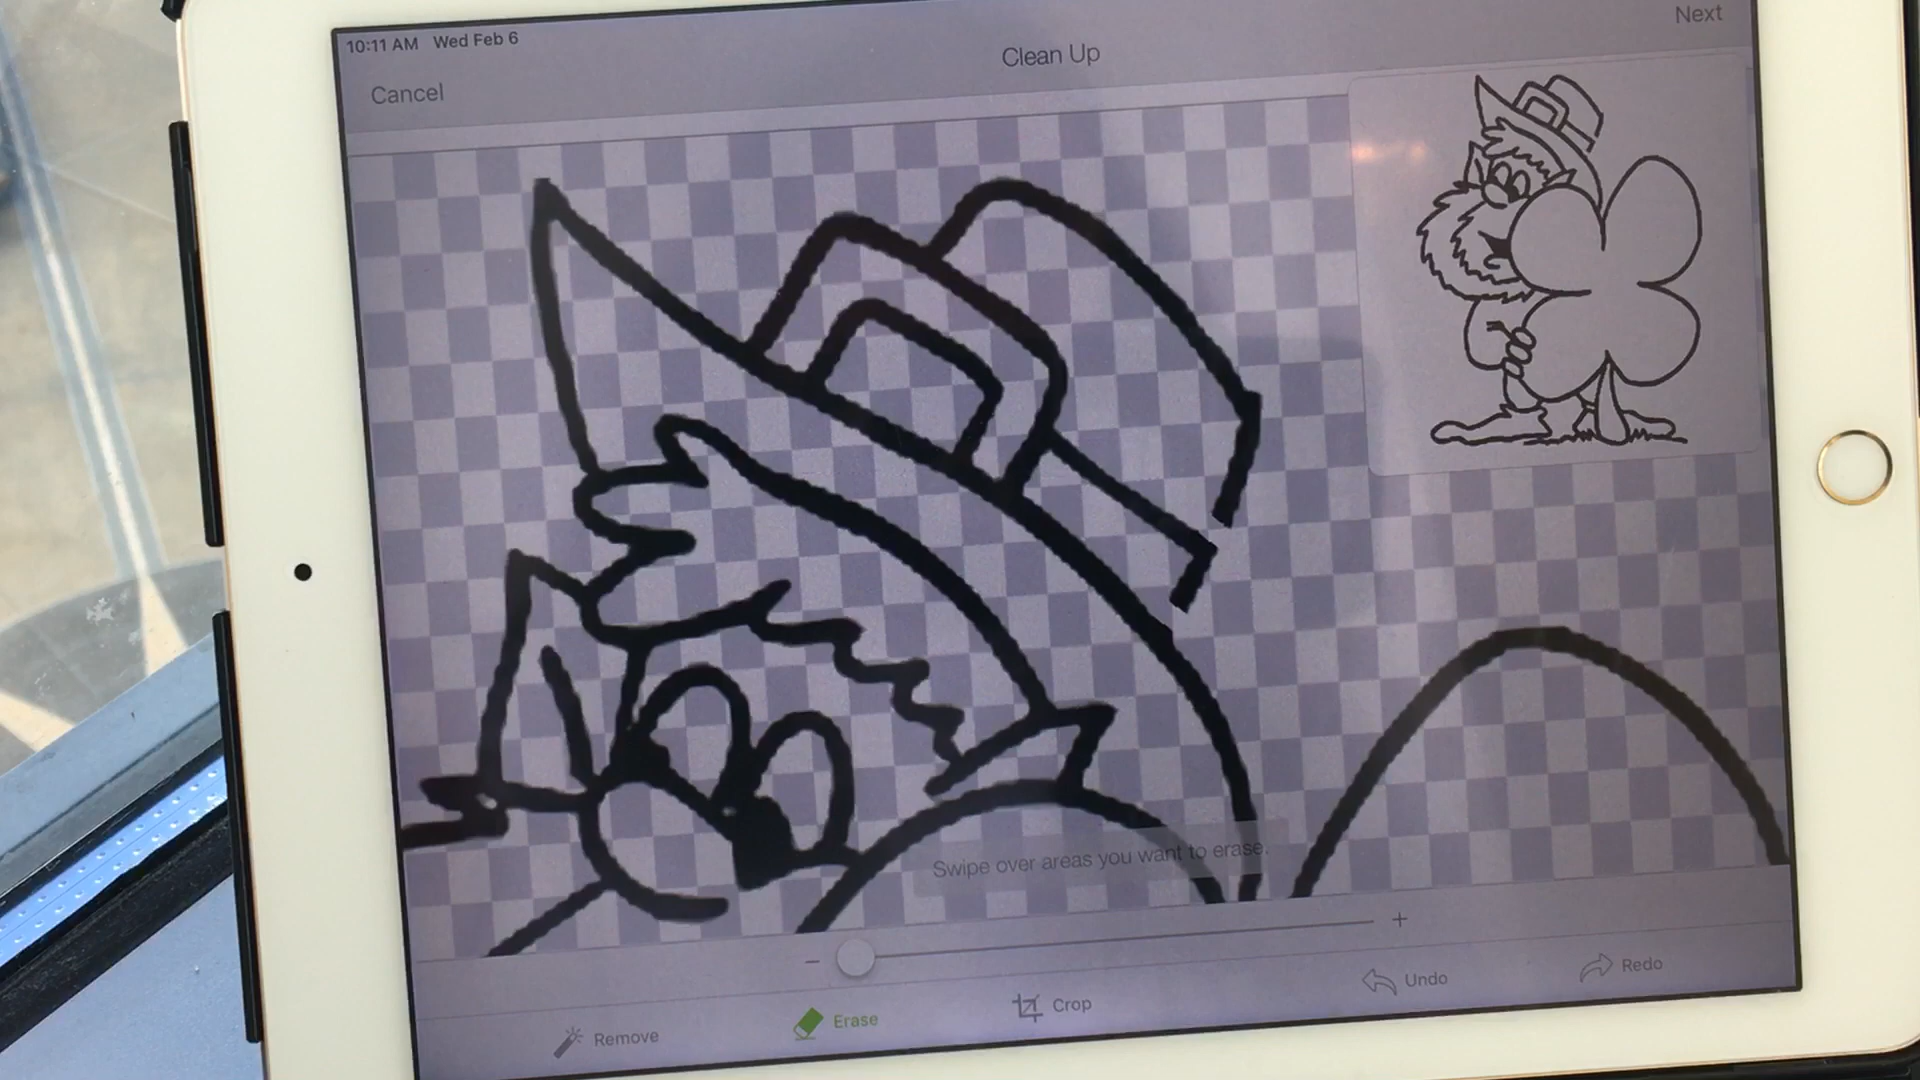 10:11 AM Wed Feb 6
Next
Clean Up
Cancel
Swipe over areas you want to erase.
− +
Undo
Redo
Crop
Erase
Remove